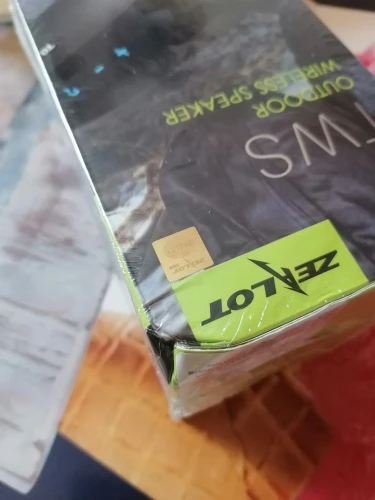 ZEALOT
TWS
OUTDOOR
WIRELESS SPEAKER